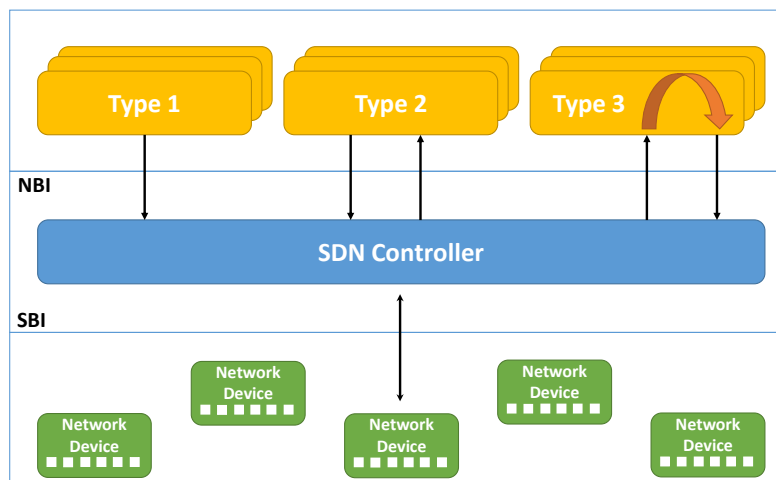 Type 1
Type 2
Type 3
NBI
SDN Controller
SBI
Network
Device
Network
Device
Network
Device
Network
Device
Network
Device